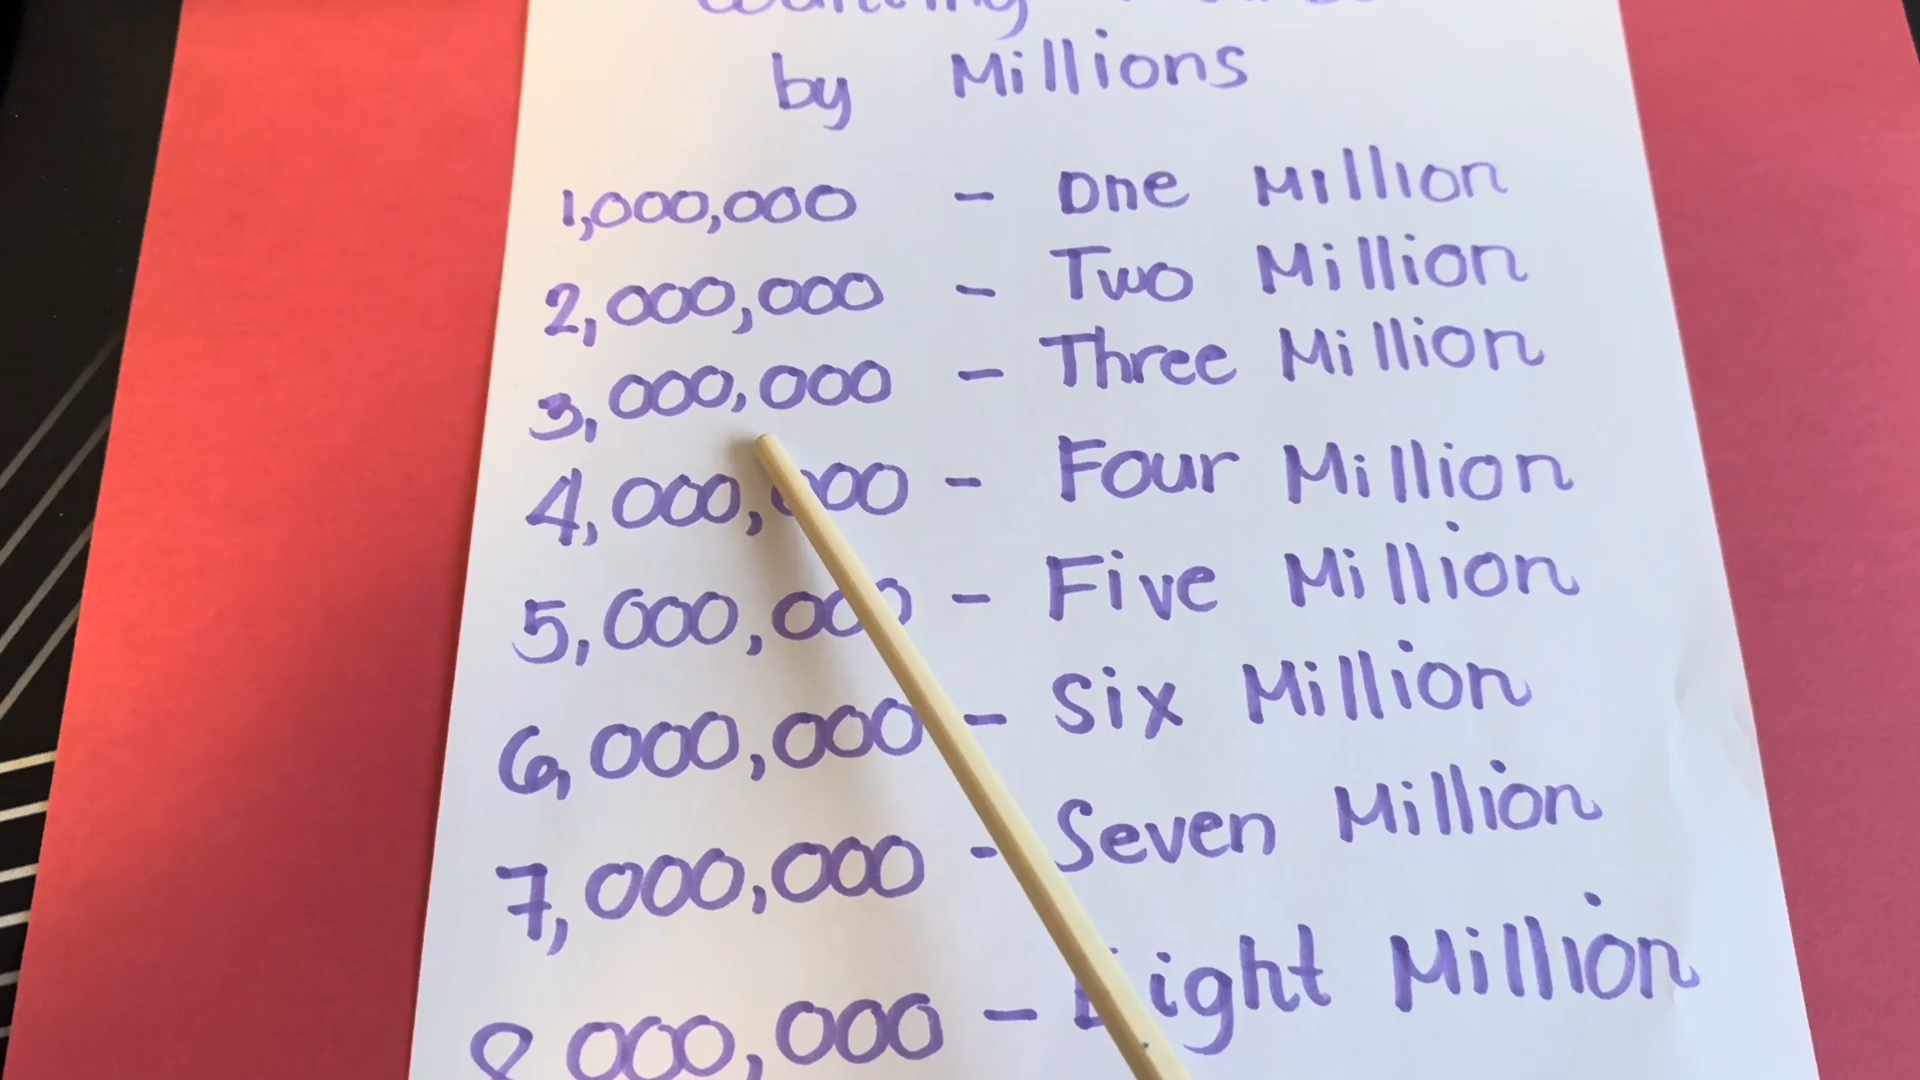 by Millions
1,000,000 - One Million
2,000,000 - Two Million
3,000,000 - Three Million
4,000,000 - Four Million
5,000,000 - Five Million
6,000,000 - Six Million
7,000,000 - Seven Million
8,000,000 - Eight Million